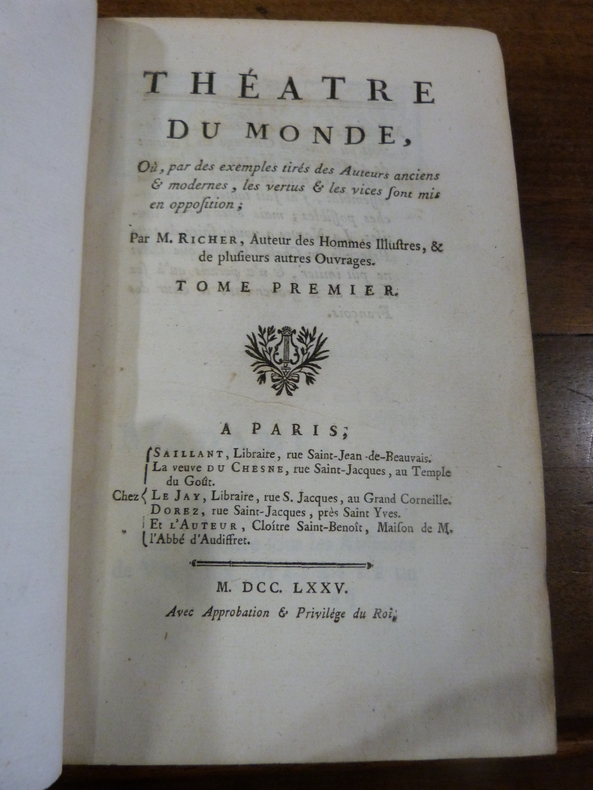 THÉATRE
DU MONDE,
Où, par des exemples tirés des Auteurs anciens
& modernes, les vertus & les vices ſont mis
en oppoſition;
Par M. RICHER, Auteur des Hommes Illuſtres, &
de pluſieurs autres Ouvrages.
TOME PREMIER.
A PARIS;
SAILLANT, Libraire, rue Saint-Jean-de-Beauvais.
La veuve DU CHESNE, rue Saint-Jacques, au Temple
du Goût.
Chez LE JAY, Libraire, rue S. Jacques, au Grand Corneille.
DOREZ, rue Saint-Jacques, près Saint Yves.
Et L'AUTEUR, Cloître Saint-Benoît, Maiſon de M.
l'Abbé d'Audiffret.
M. DCC. LXXV.
Avec Approbation & Privilége du Roi;